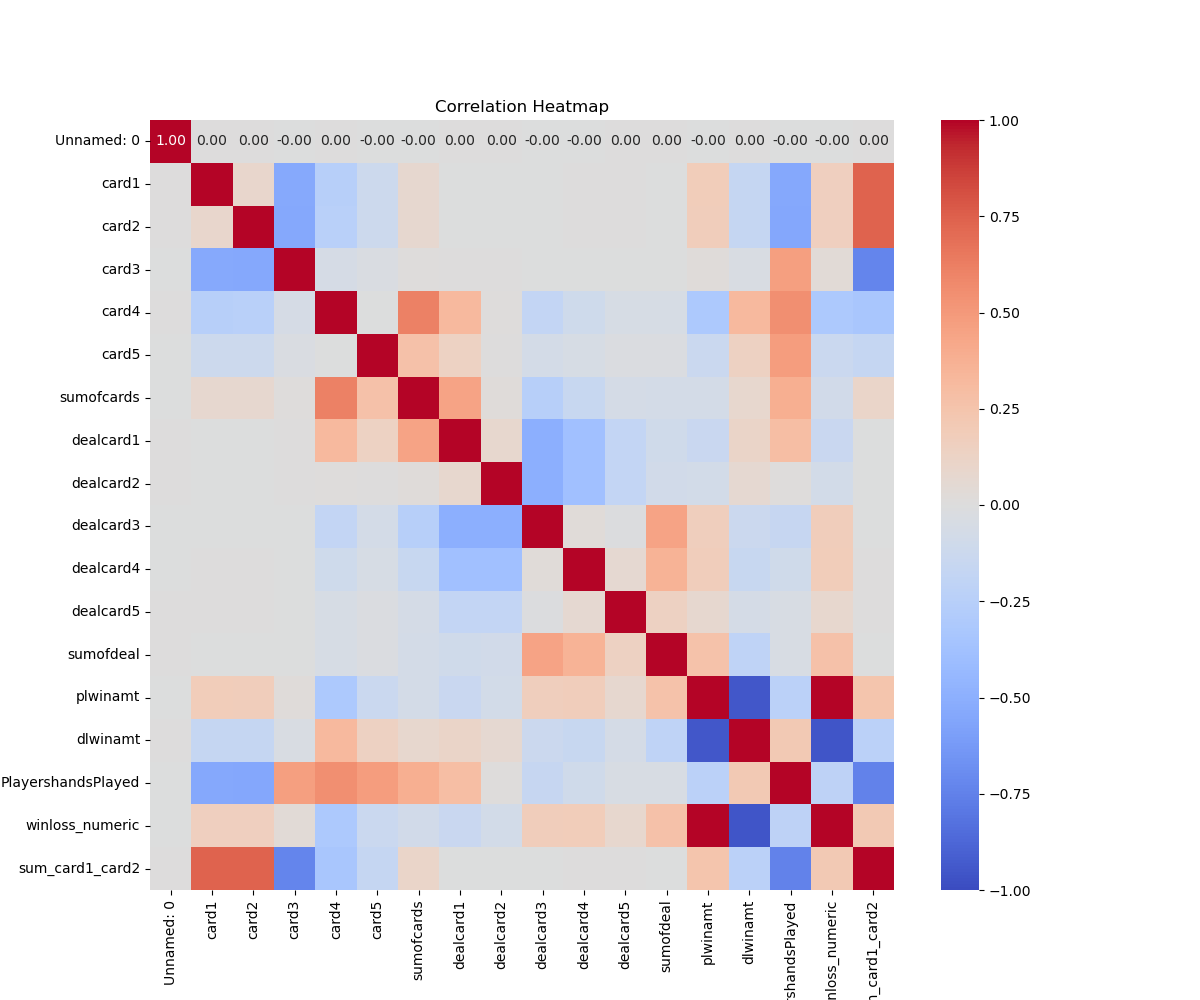 Correlation Heatmap
Unnamed: 0
1.00 0.00 0.00 -0.00 0.00 -0.00 -0.00 0.00 0.00 -0.00 -0.00 0.00 0.00 -0.00 0.00 -0.00 -0.00 0.00
card1
card2
card3
card4
card5
sumofcards
dealcard1
dealcard2
dealcard3
dealcard4
dealcard5
sumofdeal
plwinamt
dlwinamt
PlayershandsPlayed
winloss_numeric
sum_card1_card2
Unnamed: 0
card1
card2
card3
card4
card5
sumofcards
dealcard1
dealcard2
dealcard3
dealcard4
dealcard5
sumofdeal
plwinamt
dlwinamt
rshandsPlayed
nloss_numeric
_card1_card2
1.00
0.75
0.50
0.25
0.00
−0.25
−0.50
−0.75
−1.00